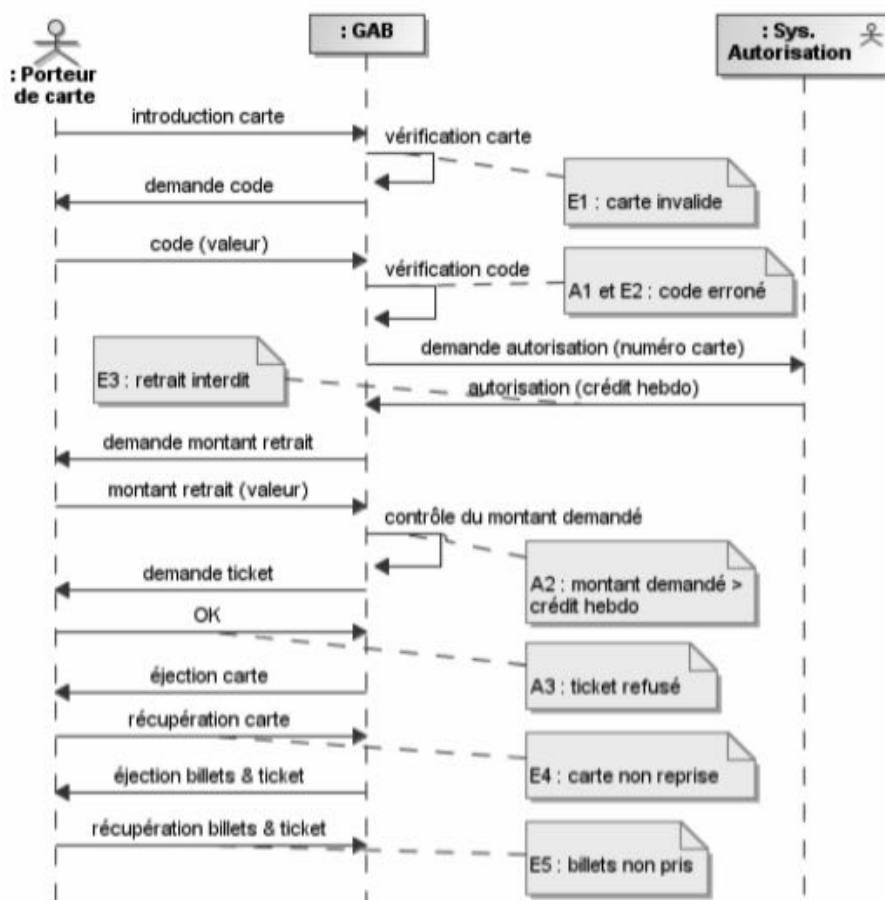 : Porteur
de carte
: GAB
: Sys.
Autorisation
introduction carte
vérification carte
E1 : carte invalide
demande code
code (valeur)
vérification code
A1 et E2 : code erroné
demande autorisation (numéro carte)
E3 : retrait interdit
autorisation (crédit hebdo)
demande montant retrait
montant retrait (valeur)
contrôle du montant demandé
A2 : montant demandé >
crédit hebdo
demande ticket
OK
A3 : ticket refusé
éjection carte
récupération carte
E4 : carte non reprise
éjection billets & ticket
récupération billets & ticket
E5 : billets non pris